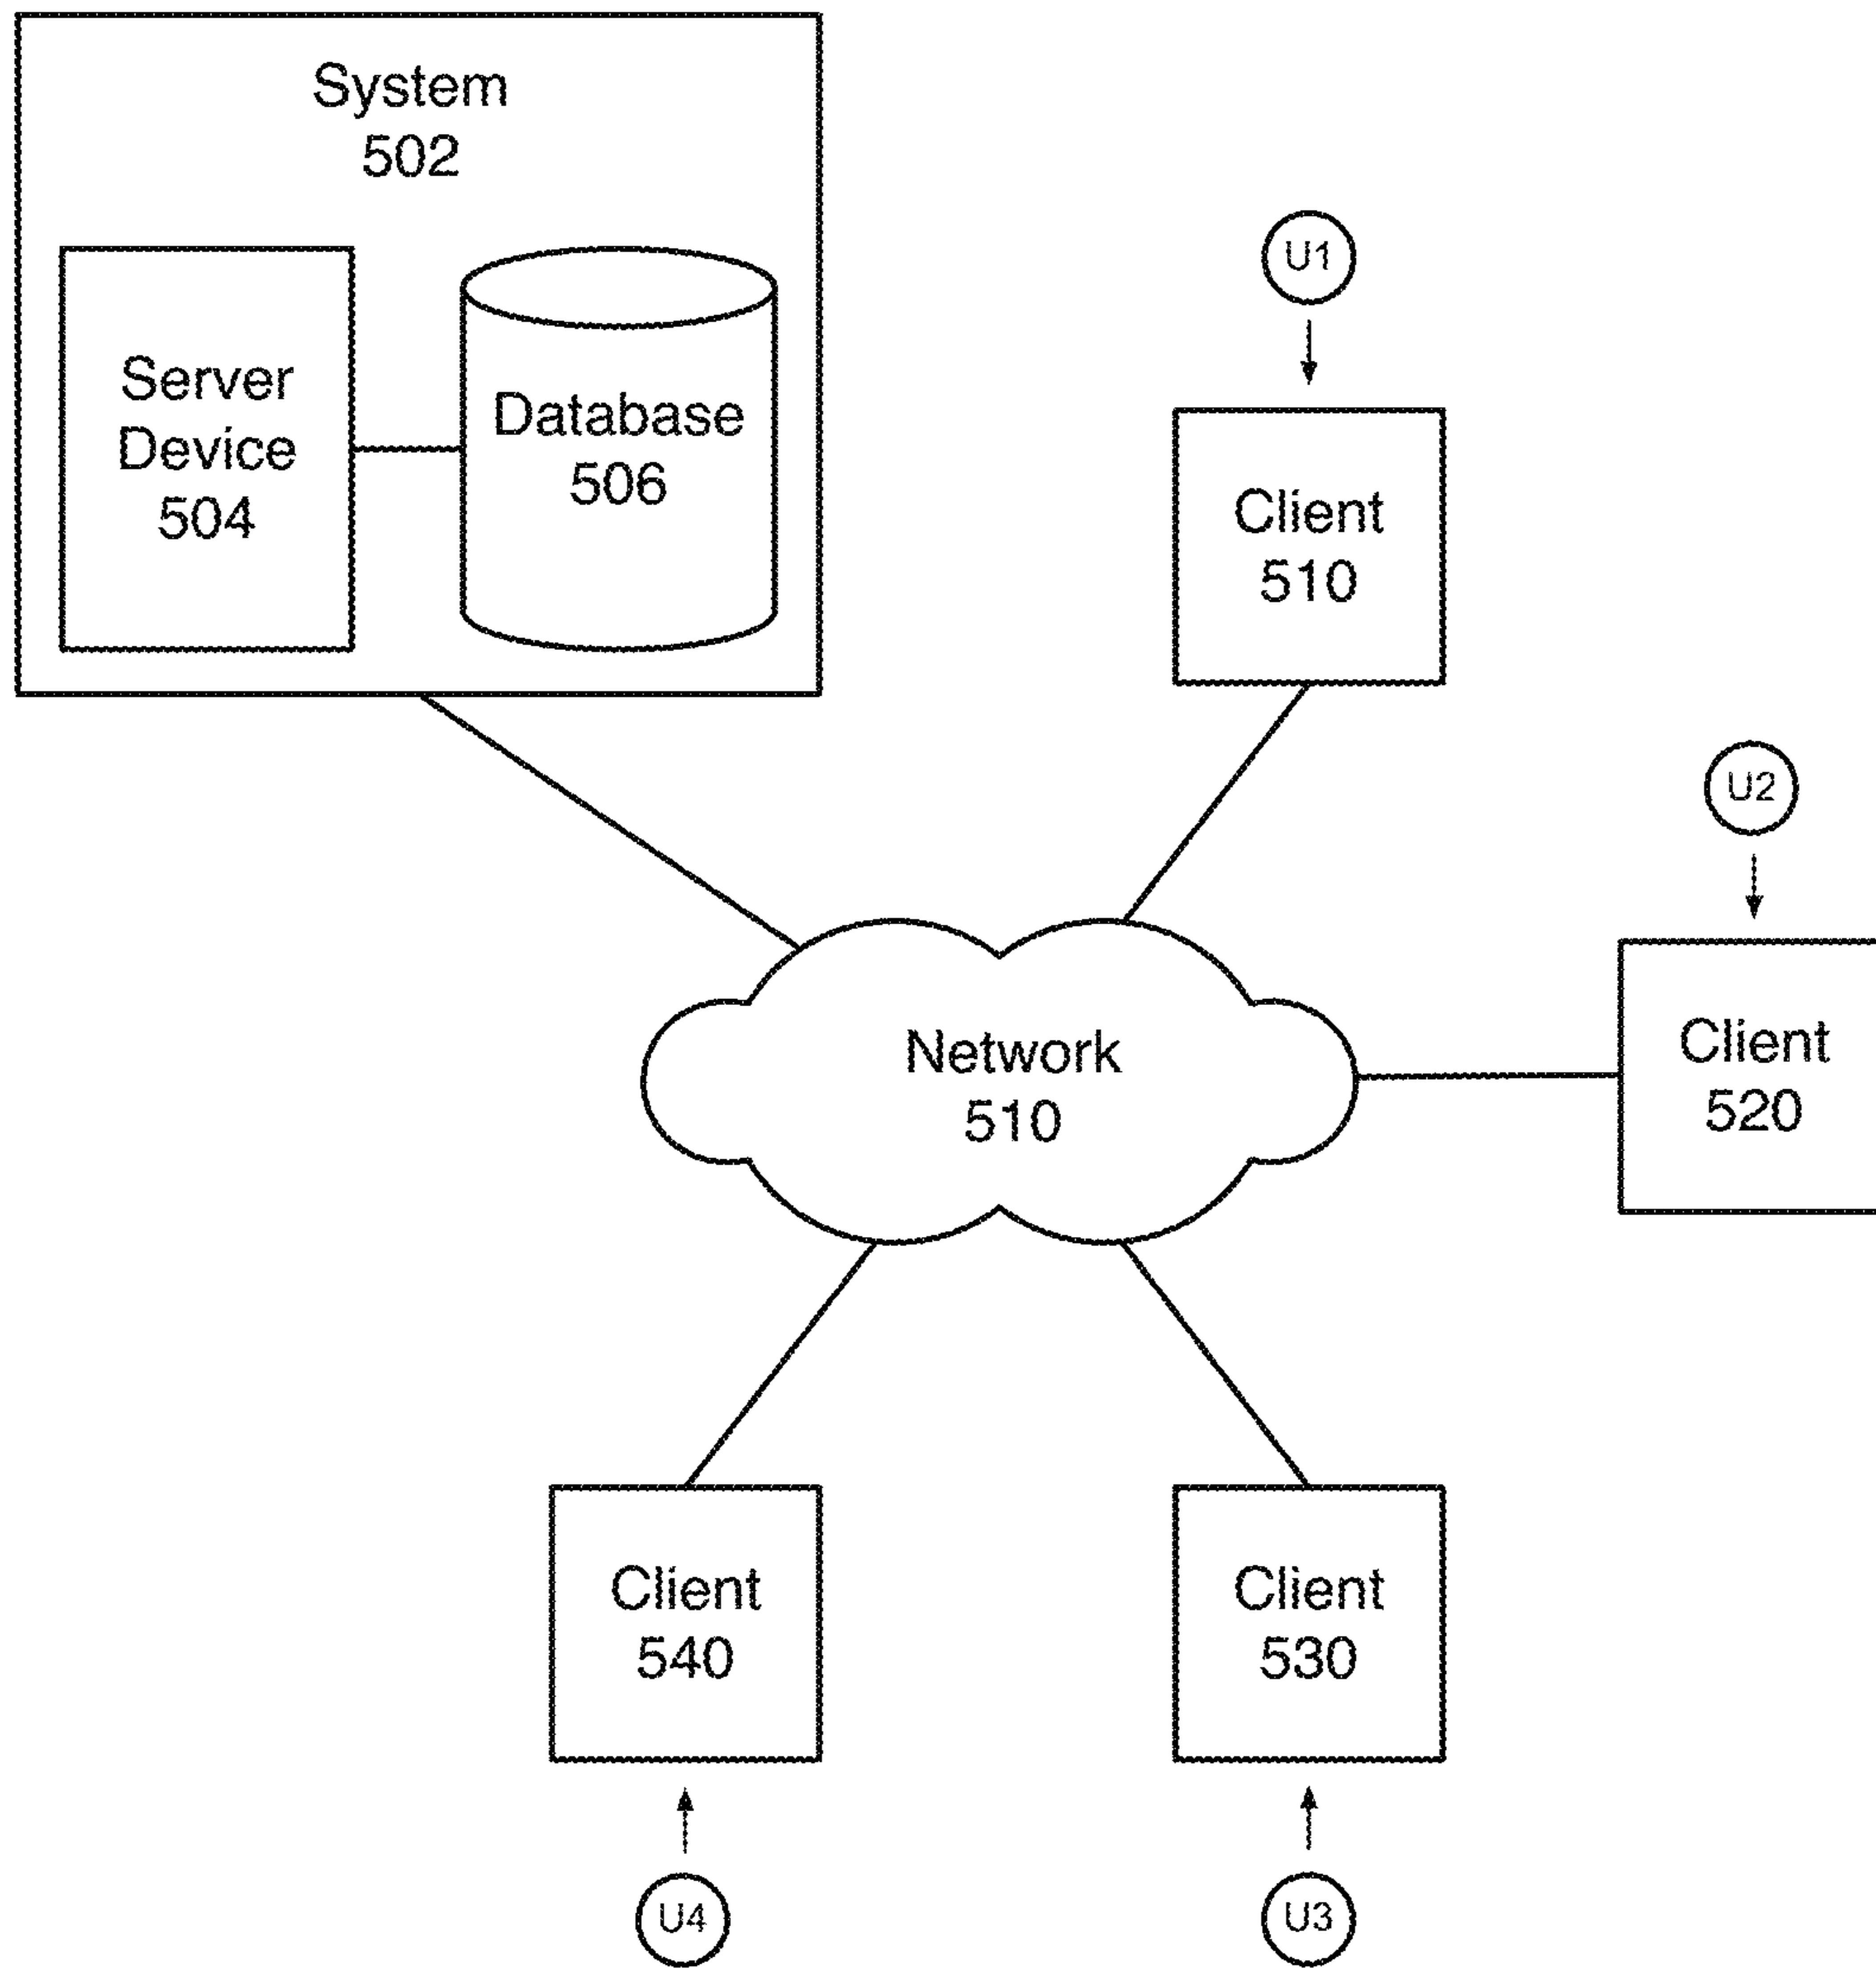 System
502
Server
Device
504
Database
506
U1
Client
510
U2
Client
520
Network
510
Client
540
Client
530
U4
U3